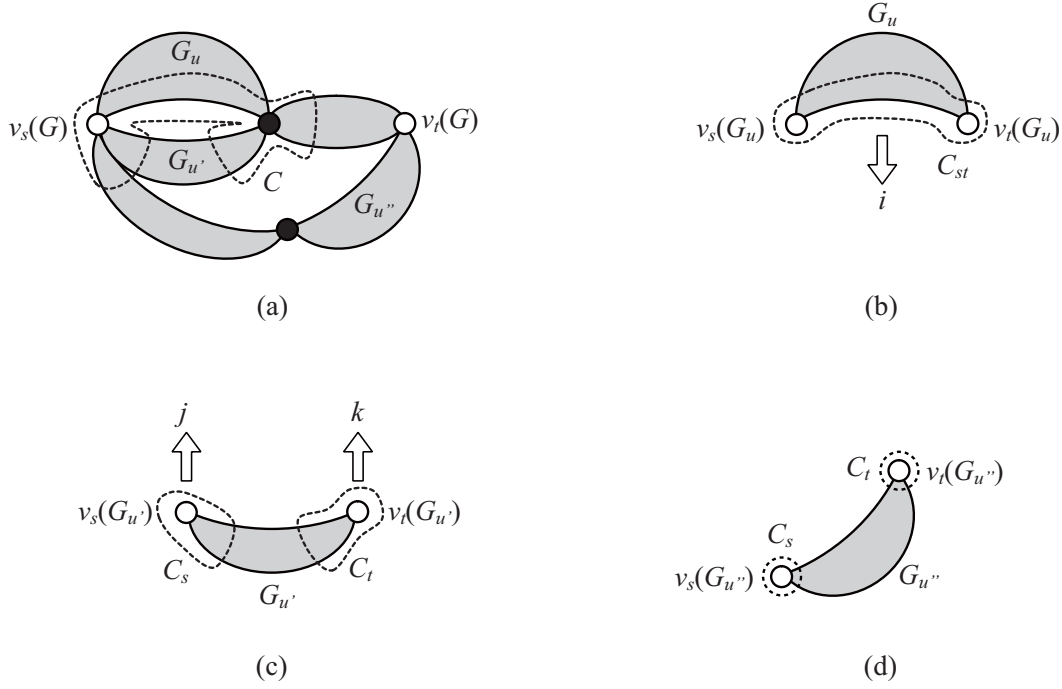 G_u
v_s(G)
v_t(G)
G_u'
C
G_u"
(a)
G_u
v_s(G_u)
v_t(G_u)
C_st
i
(b)
j
k
v_s(G_u')
v_t(G_u')
C_s
C_t
G_u'
(c)
C_t
v_t(G_u")
C_s
v_s(G_u")
G_u"
(d)